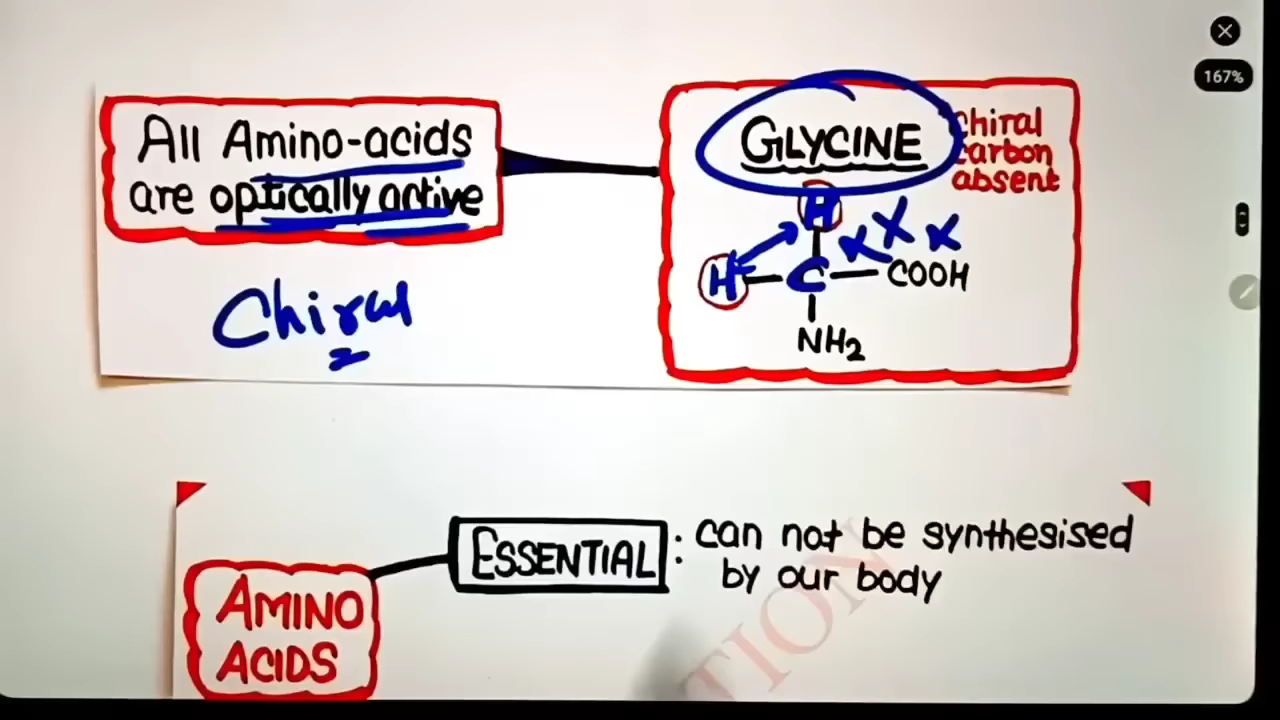 167%
All Amino-acids
are optically active
Chiral
GLYCINE
Chiral
carbon
absent
H
H — C — COOH
NH2
x x x
ESSENTIAL : can not be synthesised
by our body
AMINO
ACIDS
TION